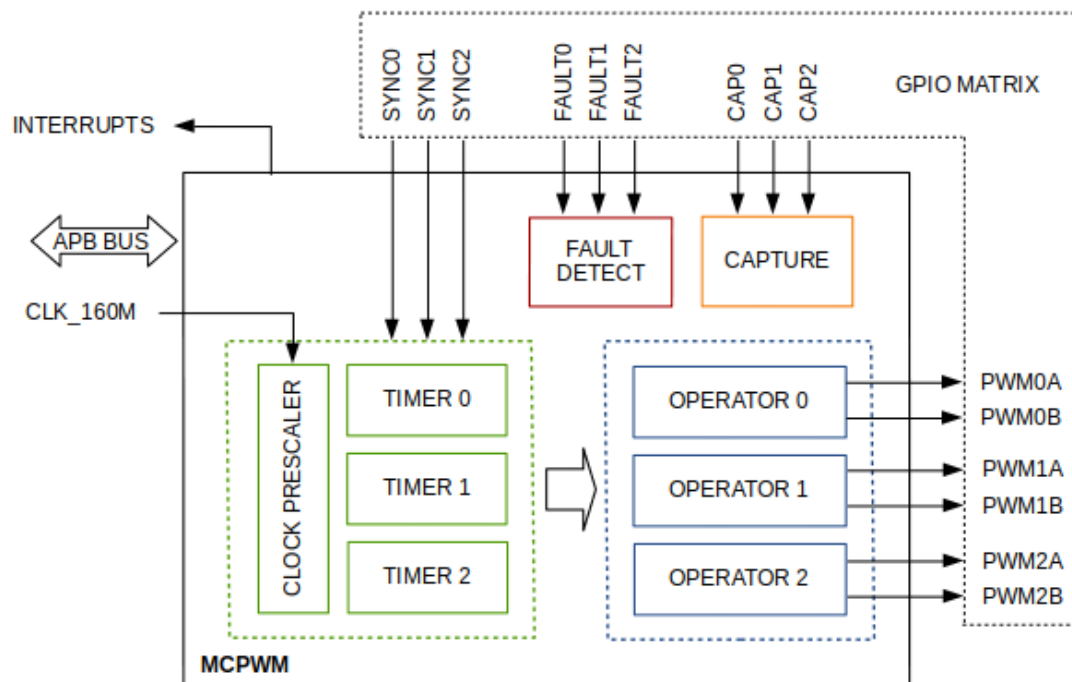 SYNC0
SYNC1
SYNC2
FAULT0
FAULT1
FAULT2
CAP0
CAP1
CAP2
GPIO MATRIX
INTERRUPTS
APB BUS
FAULT
DETECT
CAPTURE
CLK_160M
CLOCK PRESCALER
TIMER 0
TIMER 1
TIMER 2
OPERATOR 0
OPERATOR 1
OPERATOR 2
PWM0A
PWM0B
PWM1A
PWM1B
PWM2A
PWM2B
MCPWM